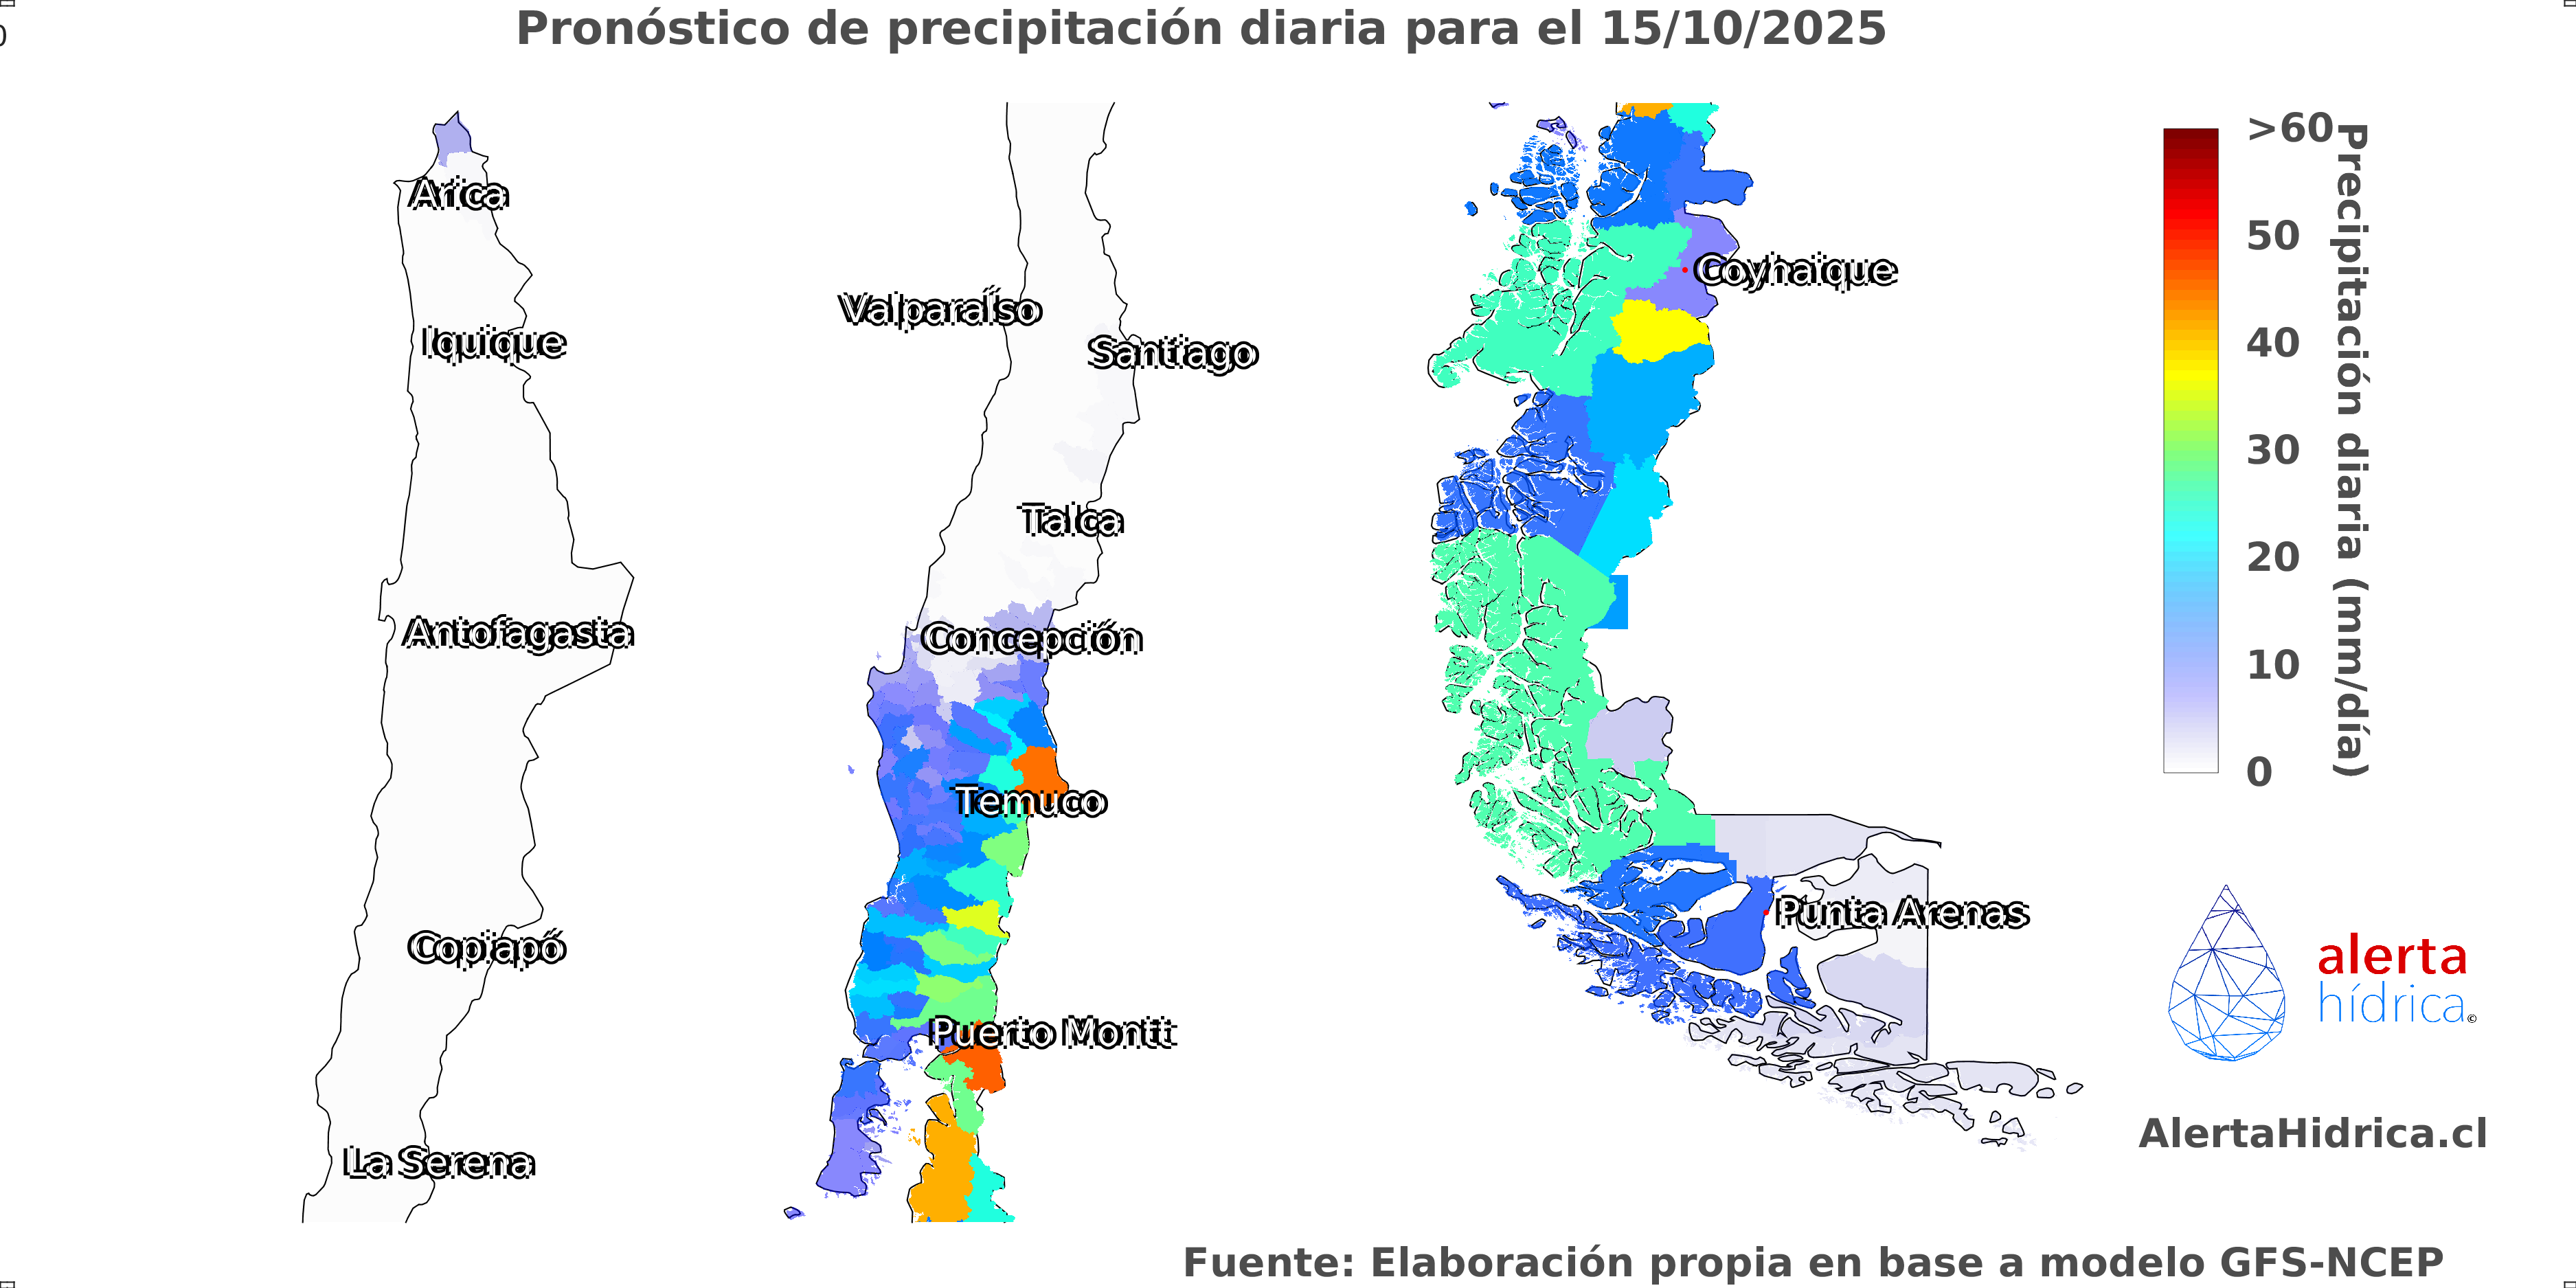 Pronóstico de precipitación diaria para el 15/10/2025
0
Arica
Iquique
Antofagasta
Copiapó
La Serena
Valparaíso
Santiago
Talca
Concepción
Temuco
Puerto Montt
Coyhaique
Punta Arenas
>60
50
40
30
20
10
0
Precipitación diaria (mm/día)
alerta
hídrica©
AlertaHidrica.cl
Fuente: Elaboración propia en base a modelo GFS-NCEP